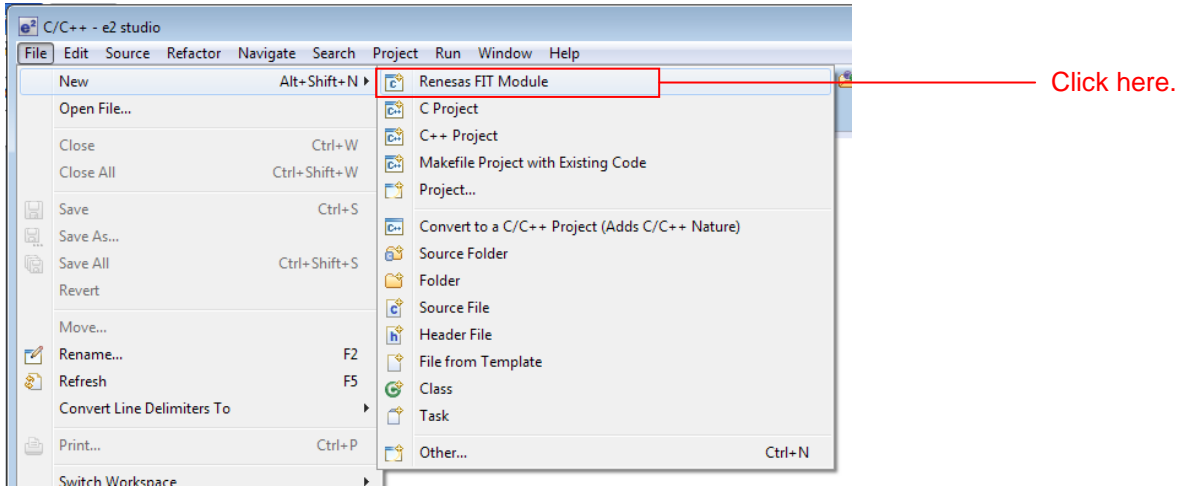 C/C++ - e2 studio
File Edit Source Refactor Navigate Search Project Run Window Help
New Alt+Shift+N
Open File...
Close Ctrl+W
Close All Ctrl+Shift+W
Save Ctrl+S
Save As...
Save All Ctrl+Shift+S
Revert
Move...
Rename... F2
Refresh F5
Convert Line Delimiters To
Print... Ctrl+P
Switch Workspace
Renesas FIT Module
C Project
C++ Project
Makefile Project with Existing Code
Project...
Convert to a C/C++ Project (Adds C/C++ Nature)
Source Folder
Folder
Source File
Header File
File from Template
Class
Task
Other... Ctrl+N
Click here.